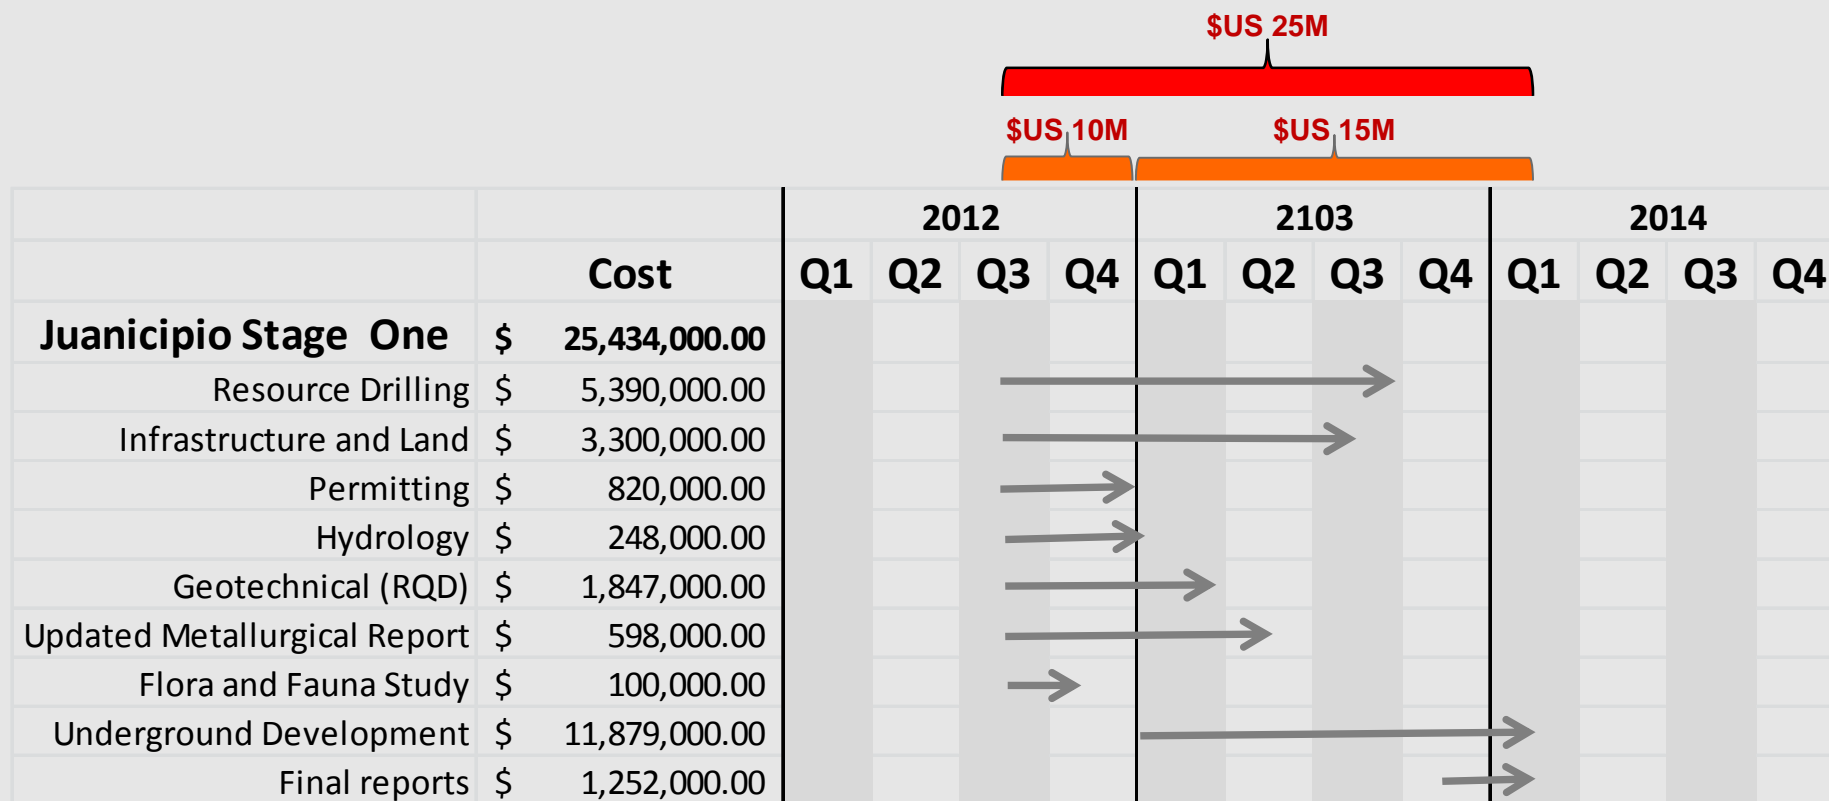 $US 25M
$US 10M $US 15M
2012 2103 2014
Cost Q1 Q2 Q3 Q4 Q1 Q2 Q3 Q4 Q1 Q2 Q3 Q4
Juanicipio Stage One $ 25,434,000.00
Resource Drilling $ 5,390,000.00
Infrastructure and Land $ 3,300,000.00
Permitting $ 820,000.00
Hydrology $ 248,000.00
Geotechnical (RQD) $ 1,847,000.00
Updated Metallurgical Report $ 598,000.00
Flora and Fauna Study $ 100,000.00
Underground Development $ 11,879,000.00
Final reports $ 1,252,000.00